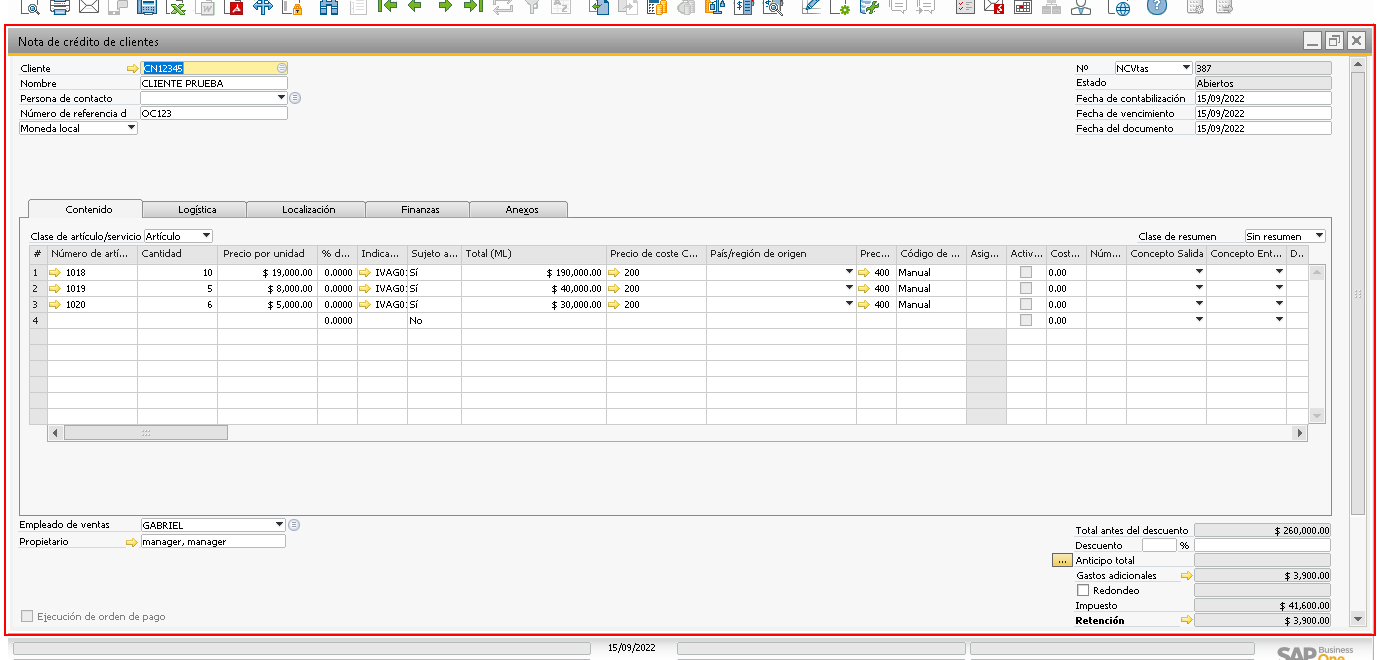 Nota de crédito de clientes
Cliente CN12345 Nº NCVtas 387
Nombre CLIENTE PRUEBA Estado Abiertos
Persona de contacto Fecha de contabilización 15/09/2022
Número de referencia d OC123 Fecha de vencimiento 15/09/2022
Moneda local Fecha del documento 15/09/2022
Contenido Logística Localización Finanzas Anexos
Clase de artículo/servicio Artículo Clase de resumen Sin resumen
# Número de artí... Cantidad Precio por unidad % d... Indica... Sujeto a... Total (ML) Precio de coste C... País/región de origen Prec... Código de ... Asig... Activ... Cost... Núm... Concepto Salida Concepto Ent... D..
1 1018 10 $ 19,000.00 0.0000 IVAG0: Sí $ 190,000.00 200 400 Manual 0.00
2 1019 5 $ 8,000.00 0.0000 IVAG0: Sí $ 40,000.00 200 400 Manual 0.00
3 1020 6 $ 5,000.00 0.0000 IVAG0: Sí $ 30,000.00 200 400 Manual 0.00
4 0.0000 No 0.00
Empleado de ventas GABRIEL
Propietario manager, manager
Total antes del descuento $ 260,000.00
Descuento %
... Anticipo total
Gastos adicionales $ 3,900.00
Redondeo
Impuesto $ 41,600.00
Ejecución de orden de pago
Retención $ 3,900.00
15/09/2022
SAP Business One